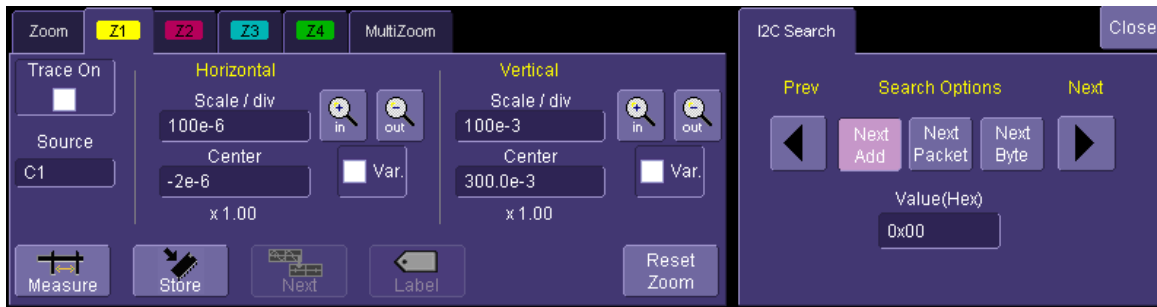 Zoom Z1 Z2 Z3 Z4 MultiZoom
Trace On
Source
C1
Horizontal
Scale / div
100e-6
in out
Center
-2e-6
Var.
x 1.00
Vertical
Scale / div
100e-3
in out
Center
300.0e-3
Var.
x 1.00
Measure
Store
Next
Label
Reset
Zoom
I2C Search
Close
Prev
Search Options
Next
Next
Add
Next
Packet
Next
Byte
Value(Hex)
0x00